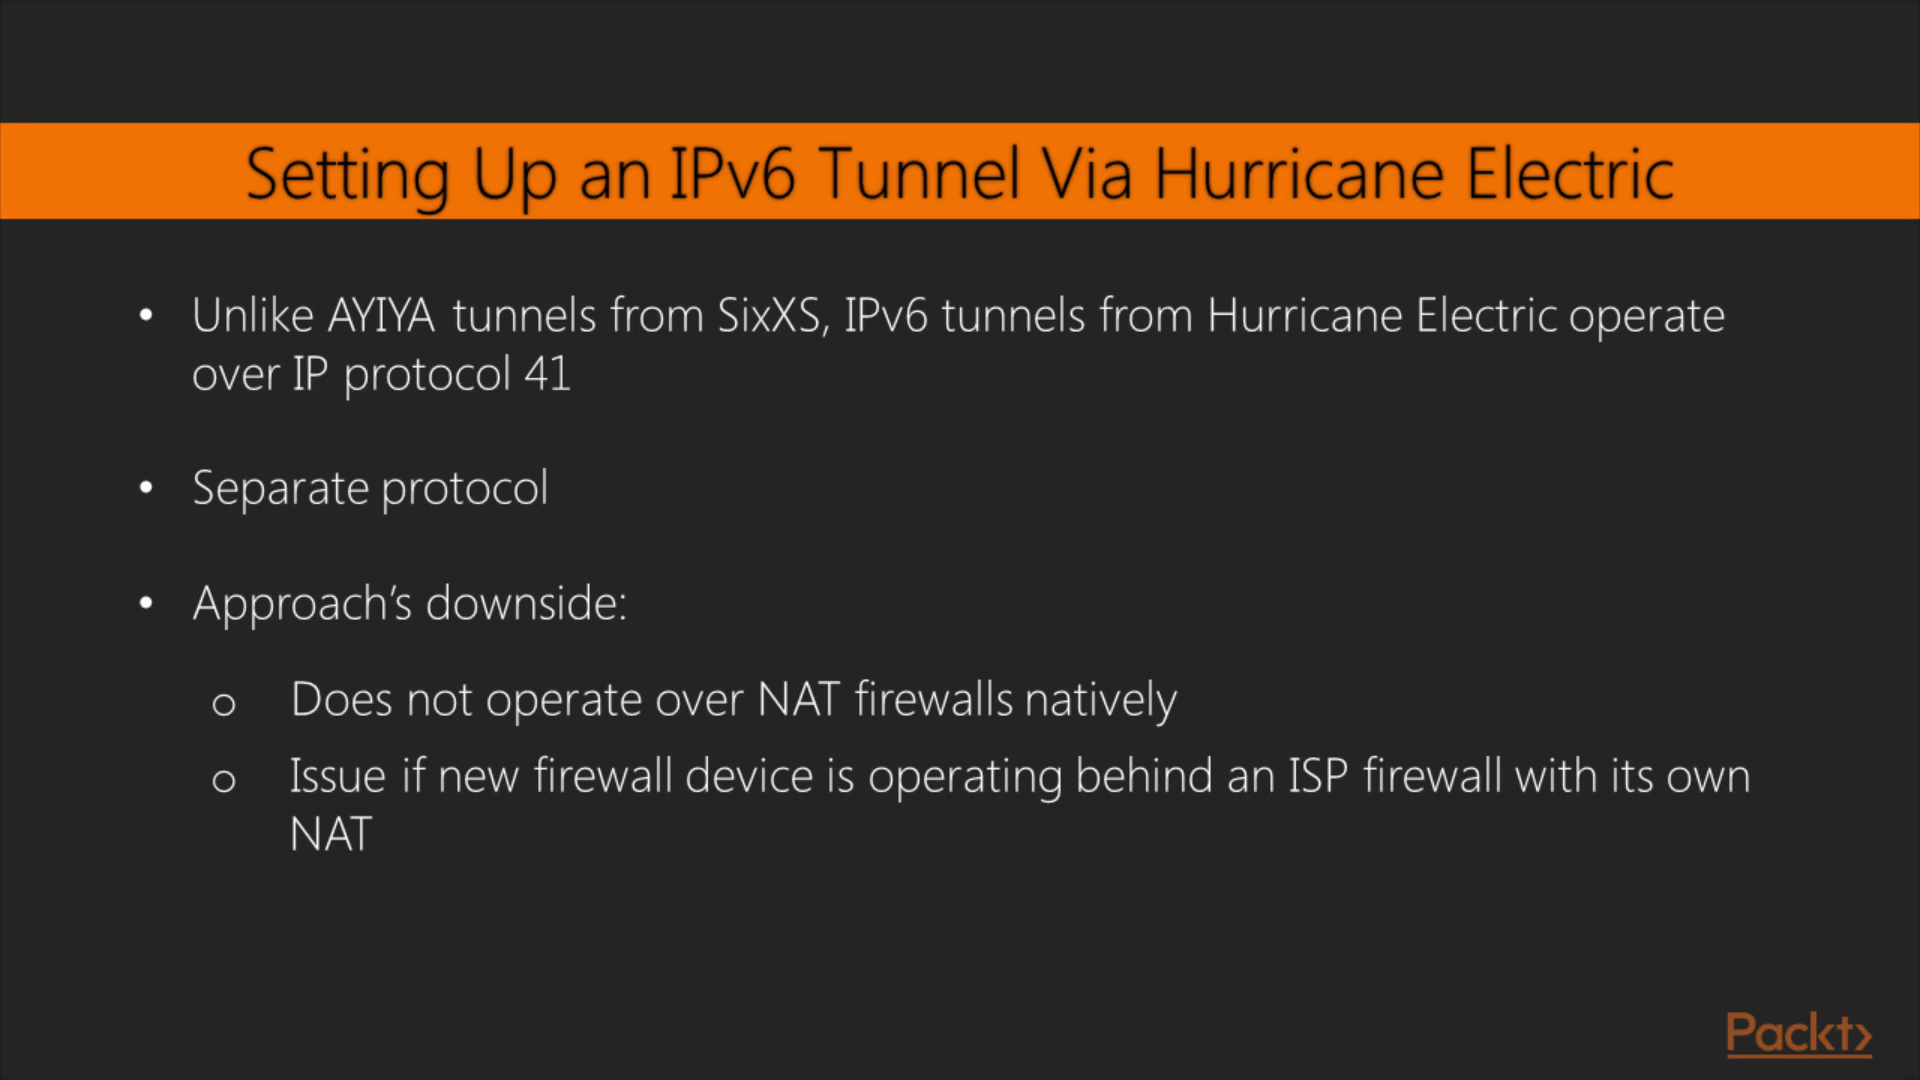 Setting Up an IPv6 Tunnel Via Hurricane Electric
• Unlike AYIYA tunnels from SixXS, IPv6 tunnels from Hurricane Electric operate
over IP protocol 41
• Separate protocol
• Approach’s downside:
o Does not operate over NAT firewalls natively
o Issue if new firewall device is operating behind an ISP firewall with its own
NAT
Packt>